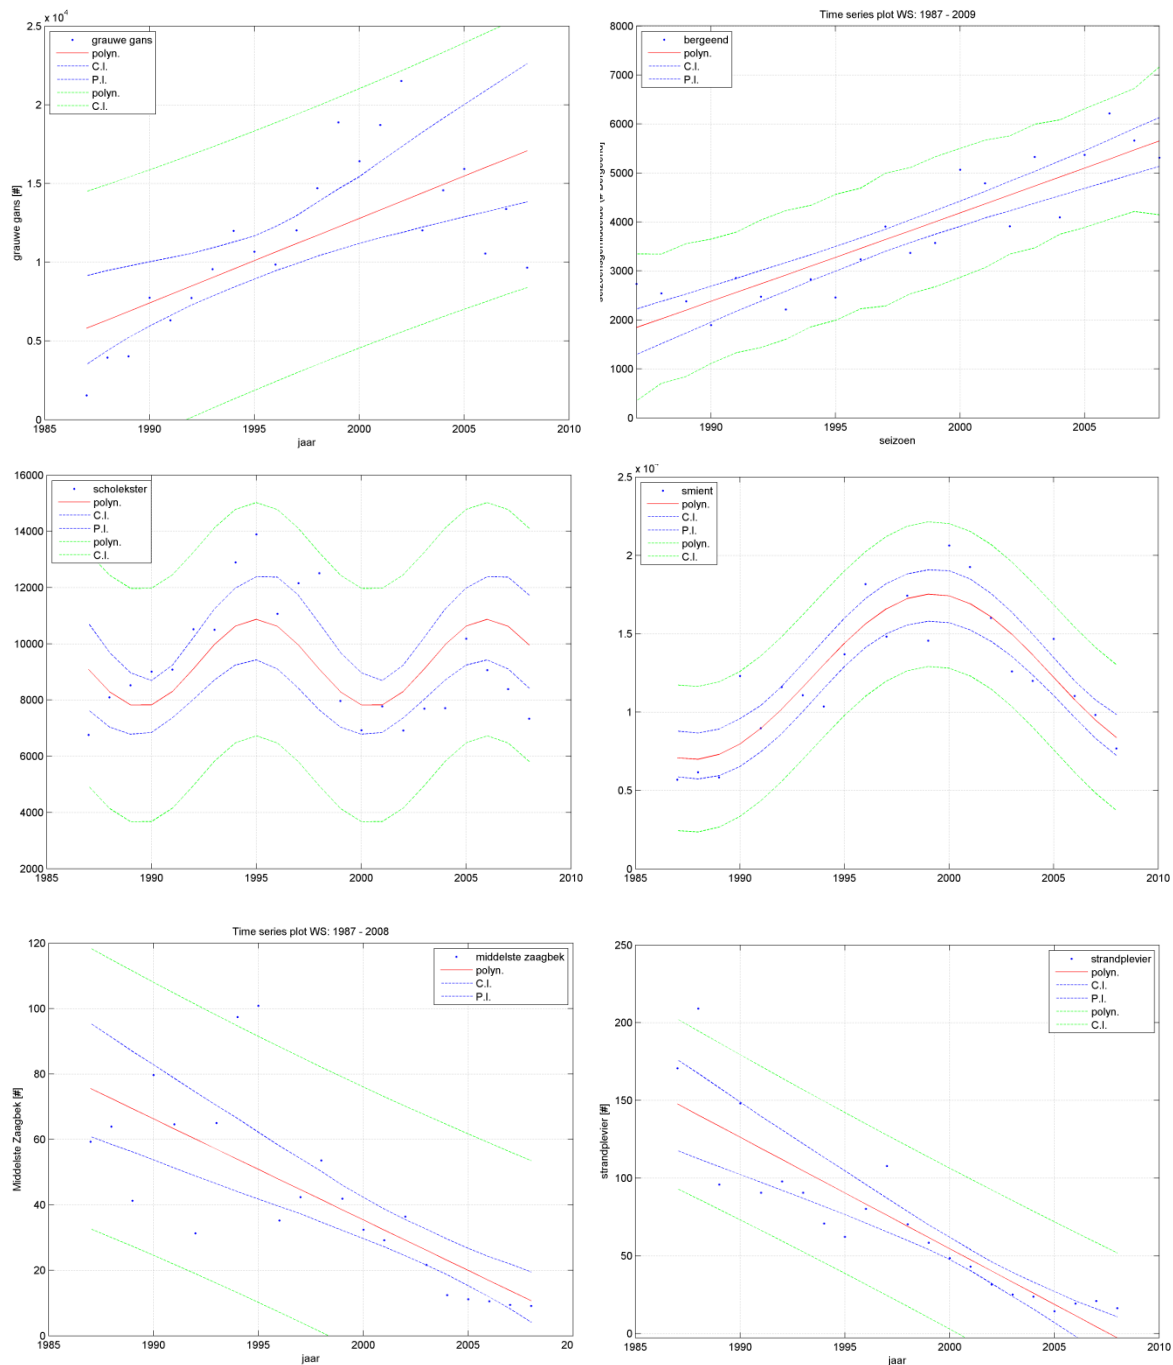 x 10⁴
2.5
2
1.5
1
0.5
0
grauwe gans
polyn.
C.I.
P.I.
polyn.
C.I.
grauwe gans [#]
1985 1990 1995 2000 2005 2010
jaar
Time series plot WS: 1987 - 2009
8000
7000
6000
5000
4000
3000
2000
1000
0
bergeend
polyn.
C.I.
P.I.
1990 1995 2000 2005
seizoen
16000
14000
12000
10000
8000
6000
4000
2000
scholekster
polyn.
C.I.
P.I.
polyn.
C.I.
1985 1990 1995 2000 2005 2010
x 10
2.5
2
1.5
1
0.5
0
smient
polyn.
C.I.
P.I.
polyn.
C.I.
1985 1990 1995 2000 2005 2010
Time series plot WS: 1987 - 2008
120
100
80
60
40
20
0
middelste zaagbek
polyn.
C.I.
P.I.
Middelste Zaagbek [#]
1985 1990 1995 2000 2005 20
jaar
250
200
150
100
50
0
strandplevier
polyn.
C.I.
P.I.
polyn.
C.I.
strandplevier [#]
1985 1990 1995 2000 2005 2010
jaar